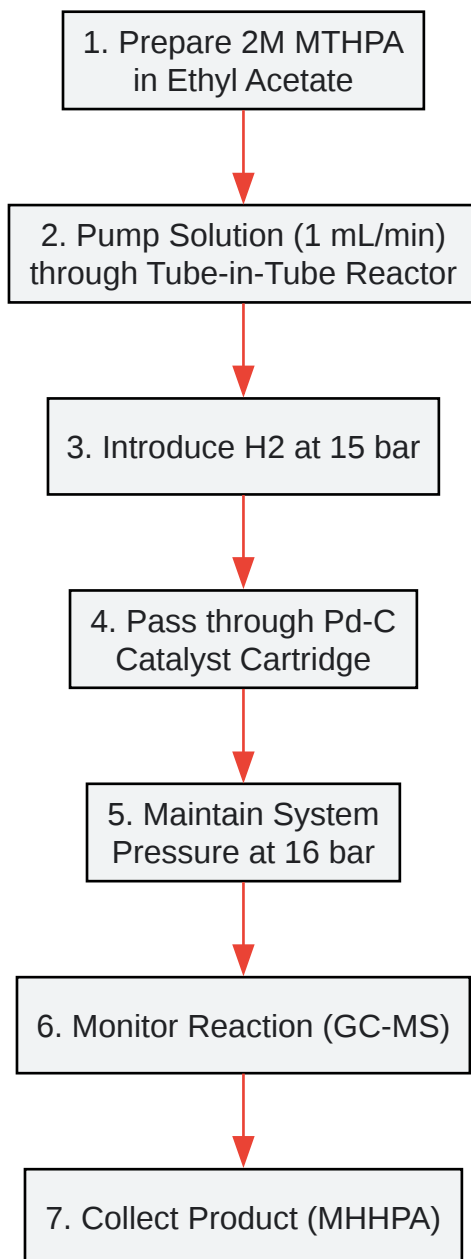 1. Prepare 2M MTHPA
in Ethyl Acetate
2. Pump Solution (1 mL/min)
through Tube-in-Tube Reactor
3. Introduce H2 at 15 bar
4. Pass through Pd-C
Catalyst Cartridge
5. Maintain System
Pressure at 16 bar
6. Monitor Reaction (GC-MS)
7. Collect Product (MHHPA)